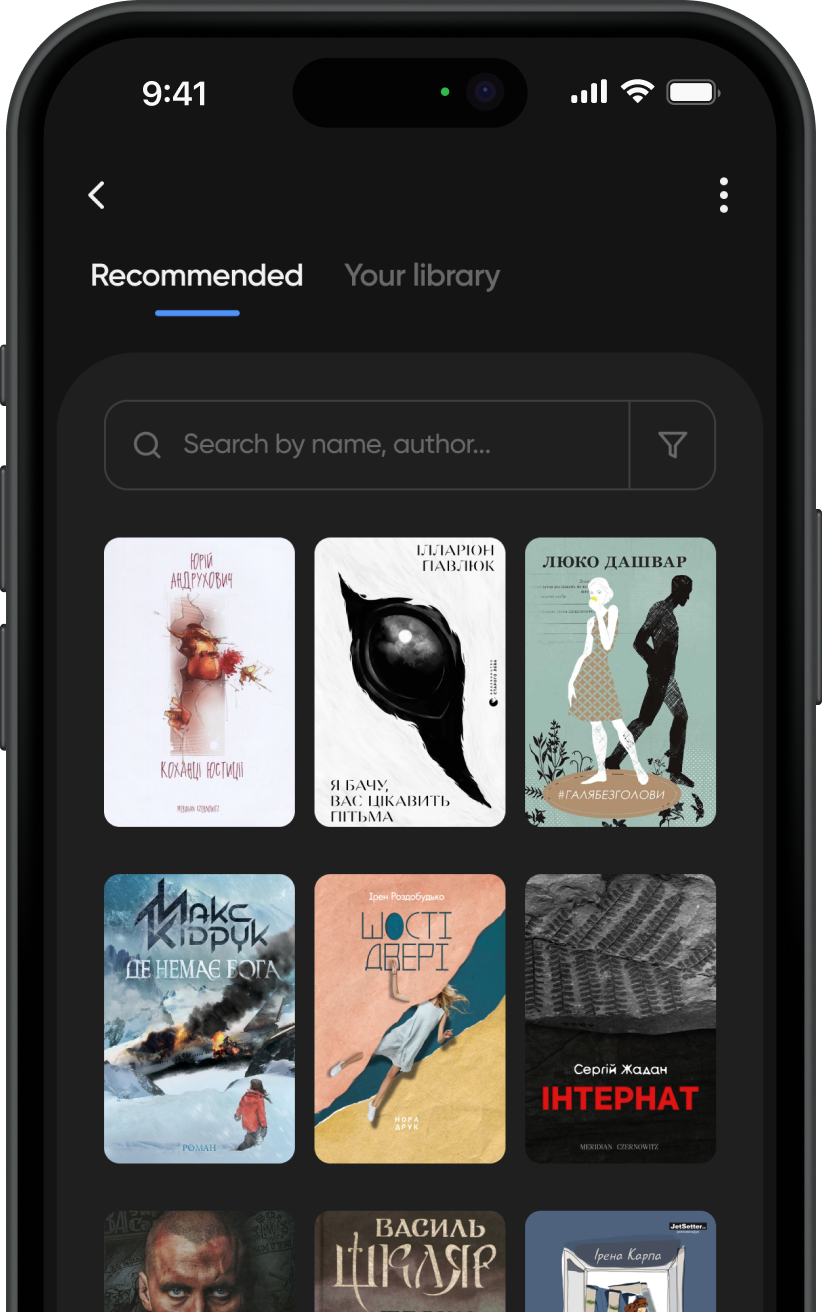 9:41
Recommended
Your library
Search by name, author...
ЮРІЙ
АНДРУХОВИЧ
КОХАНЦІ ЮСТИЦІЇ
MERIDIAN CZERNOWITZ
ІЛЛАРІОН
ПАВЛЮК
Я БАЧУ,
ВАС ЦІКАВИТЬ
ПІТЬМА
ЛЮКО ДАШВАР
#ГАЛЯБЕЗГОЛОВИ
Макс
Кідрук
ДЕ НЕМАЄ БОГА
РОМАН
Ірен Роздобудько
ШОСТІ
ДВЕРІ
НОРА
ДРУК
Сергій Жадан
ІНТЕРНАТ
MERIDIAN CZERNOWITZ
ВАСИЛЬ
ШКЛЯР
JetSetter
Ірена Карпа